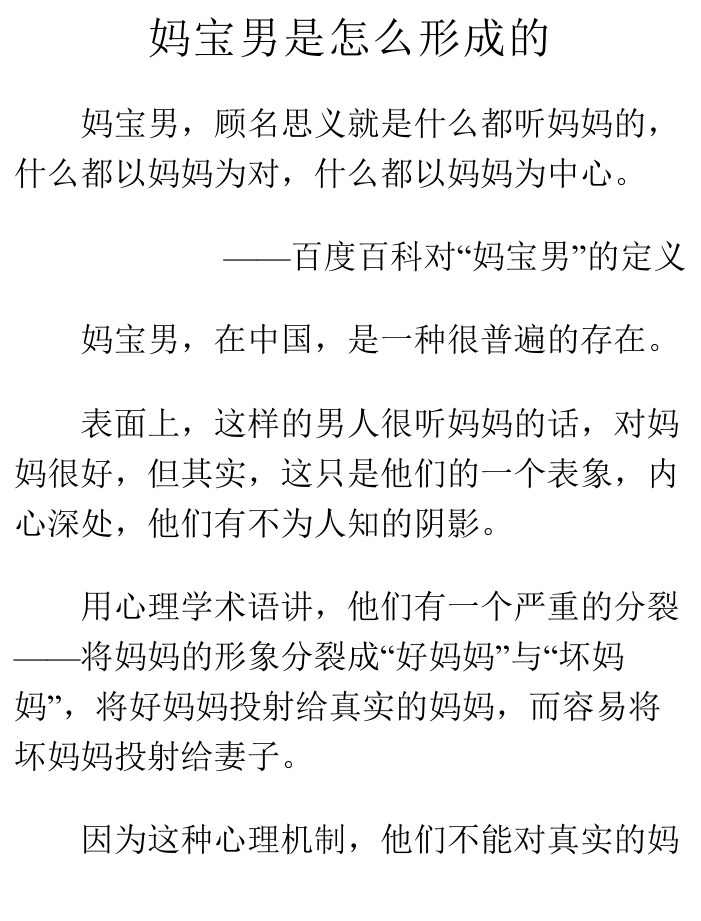 妈宝男是怎么形成的
妈宝男，顾名思义就是什么都听妈妈的，
什么都以妈妈为对，什么都以妈妈为中心。
——百度百科对“妈宝男”的定义
妈宝男，在中国，是一种很普遍的存在。
表面上，这样的男人很听妈妈的话，对妈
妈很好，但其实，这只是他们的一个表象，内
心深处，他们有不为人知的阴影。
用心理学术语讲，他们有一个严重的分裂
——将妈妈的形象分裂成“好妈妈”与“坏妈
妈”，将好妈妈投射给真实的妈妈，而容易将
坏妈妈投射给妻子。
因为这种心理机制，他们不能对真实的妈